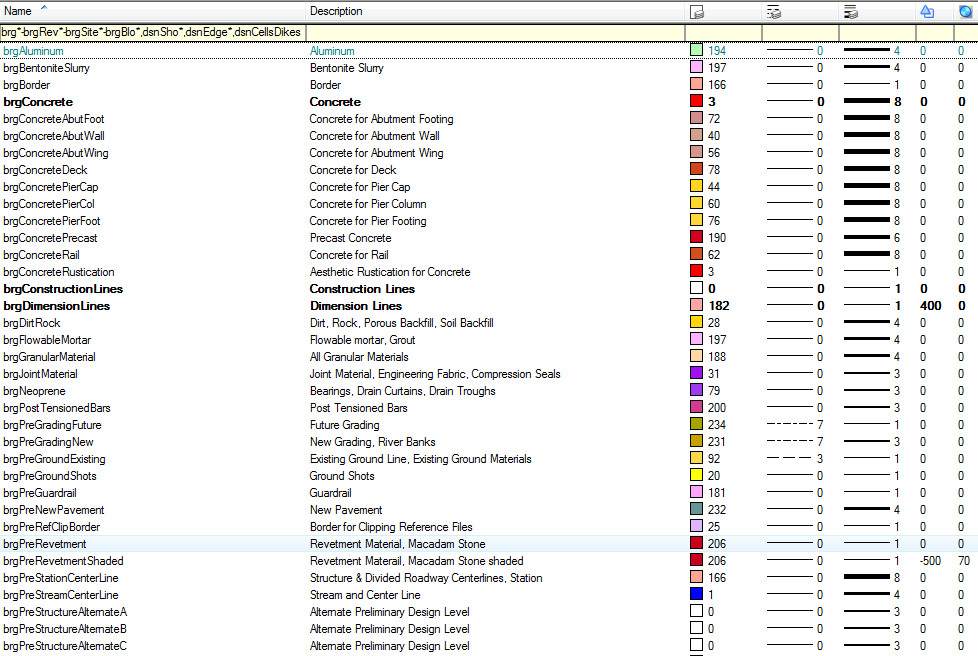 Name Description
brg*-brgRev*-brgSite*-brgBlo*,dsnSho*,dsnEdge*,dsnCellsDikes
brgAluminum Aluminum 194 0 4 0 0
brgBentoniteSlurry Bentonite Slurry 197 0 4 0 0
brgBorder Border 166 0 1 0 0
brgConcrete Concrete 3 0 8 0 0
brgConcreteAbutFoot Concrete for Abutment Footing 72 0 8 0 0
brgConcreteAbutWall Concrete for Abutment Wall 40 0 8 0 0
brgConcreteAbutWing Concrete for Abutment Wing 56 0 8 0 0
brgConcreteDeck Concrete for Deck 78 0 8 0 0
brgConcretePierCap Concrete for Pier Cap 44 0 8 0 0
brgConcretePierCol Concrete for Pier Column 60 0 8 0 0
brgConcretePierFoot Concrete for Pier Footing 76 0 8 0 0
brgConcretePrecast Precast Concrete 190 0 6 0 0
brgConcreteRail Concrete for Rail 62 0 8 0 0
brgConcreteRustication Aesthetic Rustication for Concrete 3 0 1 0 0
brgConstructionLines Construction Lines 0 0 1 0 0
brgDimensionLines Dimension Lines 182 0 1 400 0
brgDirtRock Dirt, Rock, Porous Backfill, Soil Backfill 28 0 4 0 0
brgFlowableMortar Flowable mortar, Grout 197 0 4 0 0
brgGranularMaterial All Granular Materials 188 0 4 0 0
brgJointMaterial Joint Material, Engineering Fabric, Compression Seals 31 0 3 0 0
brgNeoprene Bearings, Drain Curtains, Drain Troughs 79 0 3 0 0
brgPostTensionedBars Post Tensioned Bars 200 0 3 0 0
brgPreGradingFuture Future Grading 234 7 1 0 0
brgPreGradingNew New Grading, River Banks 231 7 3 0 0
brgPreGroundExisting Existing Ground Line, Existing Ground Materials 92 3 1 0 0
brgPreGroundShots Ground Shots 20 0 1 0 0
brgPreGuardrail Guardrail 181 0 1 0 0
brgPreNewPavement New Pavement 232 0 4 0 0
brgPreRefClipBorder Border for Clipping Reference Files 25 0 1 0 0
brgPreRevetment Revetment Material, Macadam Stone 206 0 1 0 0
brgPreRevetmentShaded Revetment Materail, Macadam Stone shaded 206 0 1 -500 70
brgPreStationCenterLine Structure & Divided Roadway Centerlines, Station 166 0 8 0 0
brgPreStreamCenterLine Stream and Center Line 1 0 4 0 0
brgPreStructureAlternateA Alternate Preliminary Design Level 0 0 3 0 0
brgPreStructureAlternateB Alternate Preliminary Design Level 0 0 3 0 0
brgPreStructureAlternateC Alternate Preliminary Design Level 0 0 3 0 0